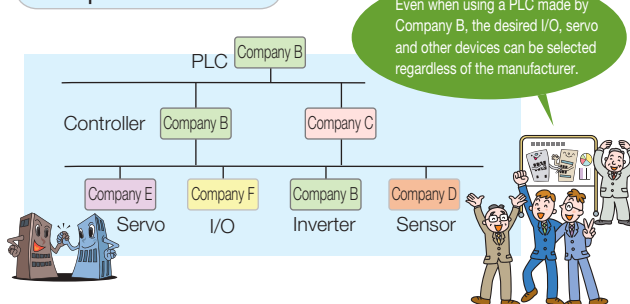 Even when using a PLC made by
Company B, the desired I/O, servo
and other devices can be selected
regardless of the manufacturer.
PLC
Company B
Controller
Company B
Company C
Company E
Company F
Company B
Company D
Servo
I/O
Inverter
Sensor